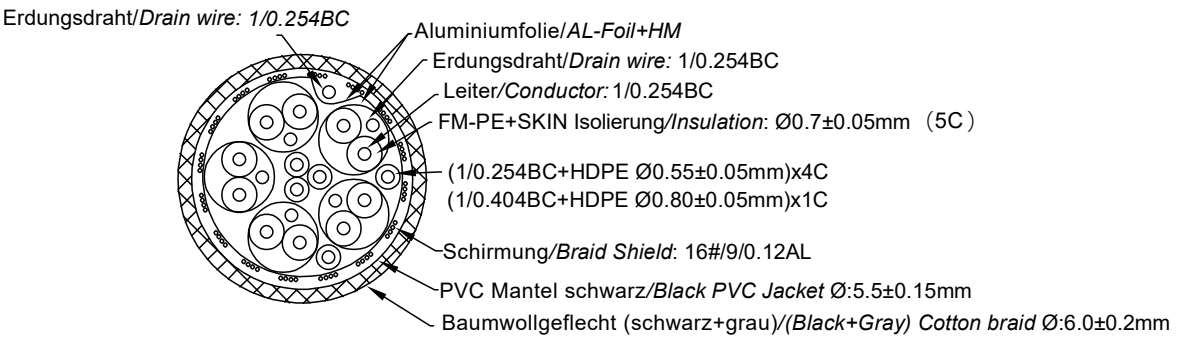 Erdungsdraht/Drain wire: 1/0.254BC
Aluminiumfolie/AL-Foil+HM
Erdungsdraht/Drain wire: 1/0.254BC
Leiter/Conductor: 1/0.254BC
FM-PE+SKIN Isolierung/Insulation: Ø0.7±0.05mm（5C）
(1/0.254BC+HDPE Ø0.55±0.05mm)x4C
(1/0.404BC+HDPE Ø0.80±0.05mm)x1C
Schirmung/Braid Shield: 16#/9/0.12AL
PVC Mantel schwarz/Black PVC Jacket Ø:5.5±0.15mm
Baumwollgeflecht (schwarz+grau)/(Black+Gray) Cotton braid Ø:6.0±0.2mm